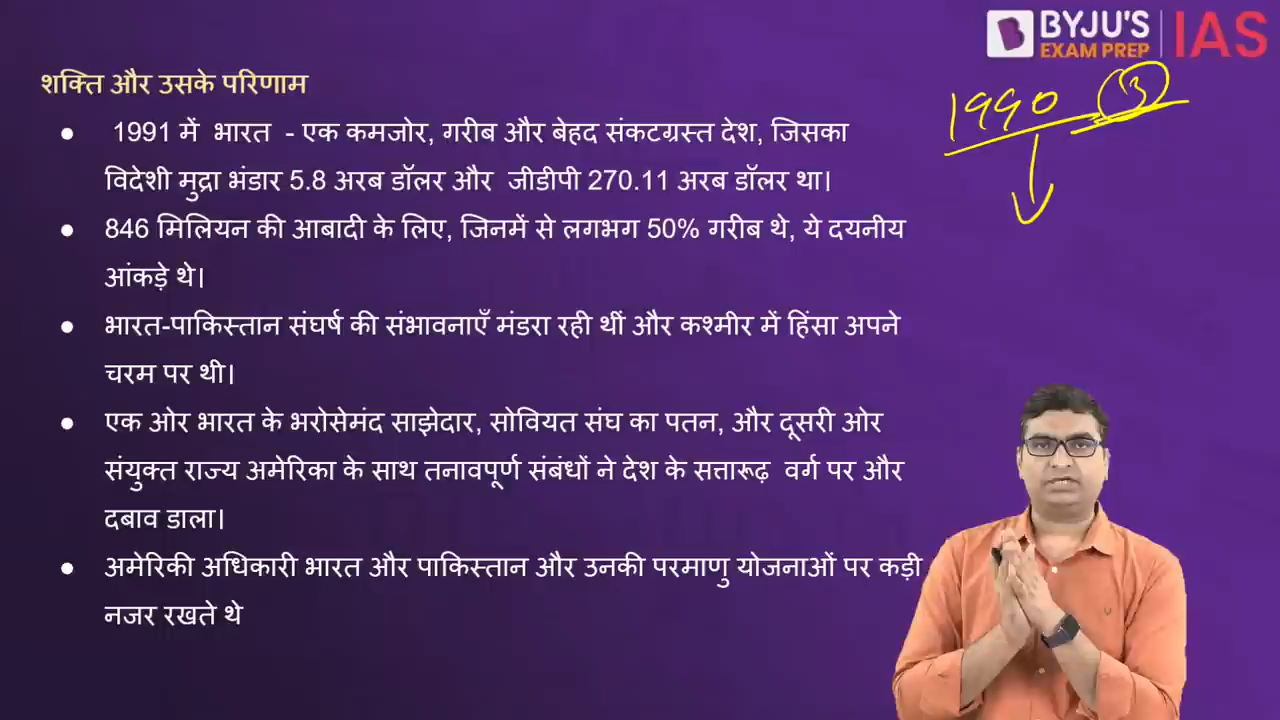 BYJU'S
EXAM PREP
IAS
1990 3
शक्ति और उसके परिणाम
● 1991 में भारत - एक कमजोर, गरीब और बेहद संकटग्रस्त देश, जिसका
विदेशी मुद्रा भंडार 5.8 अरब डॉलर और जीडीपी 270.11 अरब डॉलर था।
● 846 मिलियन की आबादी के लिए, जिनमें से लगभग 50% गरीब थे, ये दयनीय
आंकड़े थे।
● भारत-पाकिस्तान संघर्ष की संभावनाएँ मंडरा रही थीं और कश्मीर में हिंसा अपने
चरम पर थी।
● एक ओर भारत के भरोसेमंद साझेदार, सोवियत संघ का पतन, और दूसरी ओर
संयुक्त राज्य अमेरिका के साथ तनावपूर्ण संबंधों ने देश के सत्तारूढ़ वर्ग पर और
दबाव डाला।
● अमेरिकी अधिकारी भारत और पाकिस्तान और उनकी परमाणु योजनाओं पर कड़ी
नजर रखते थे